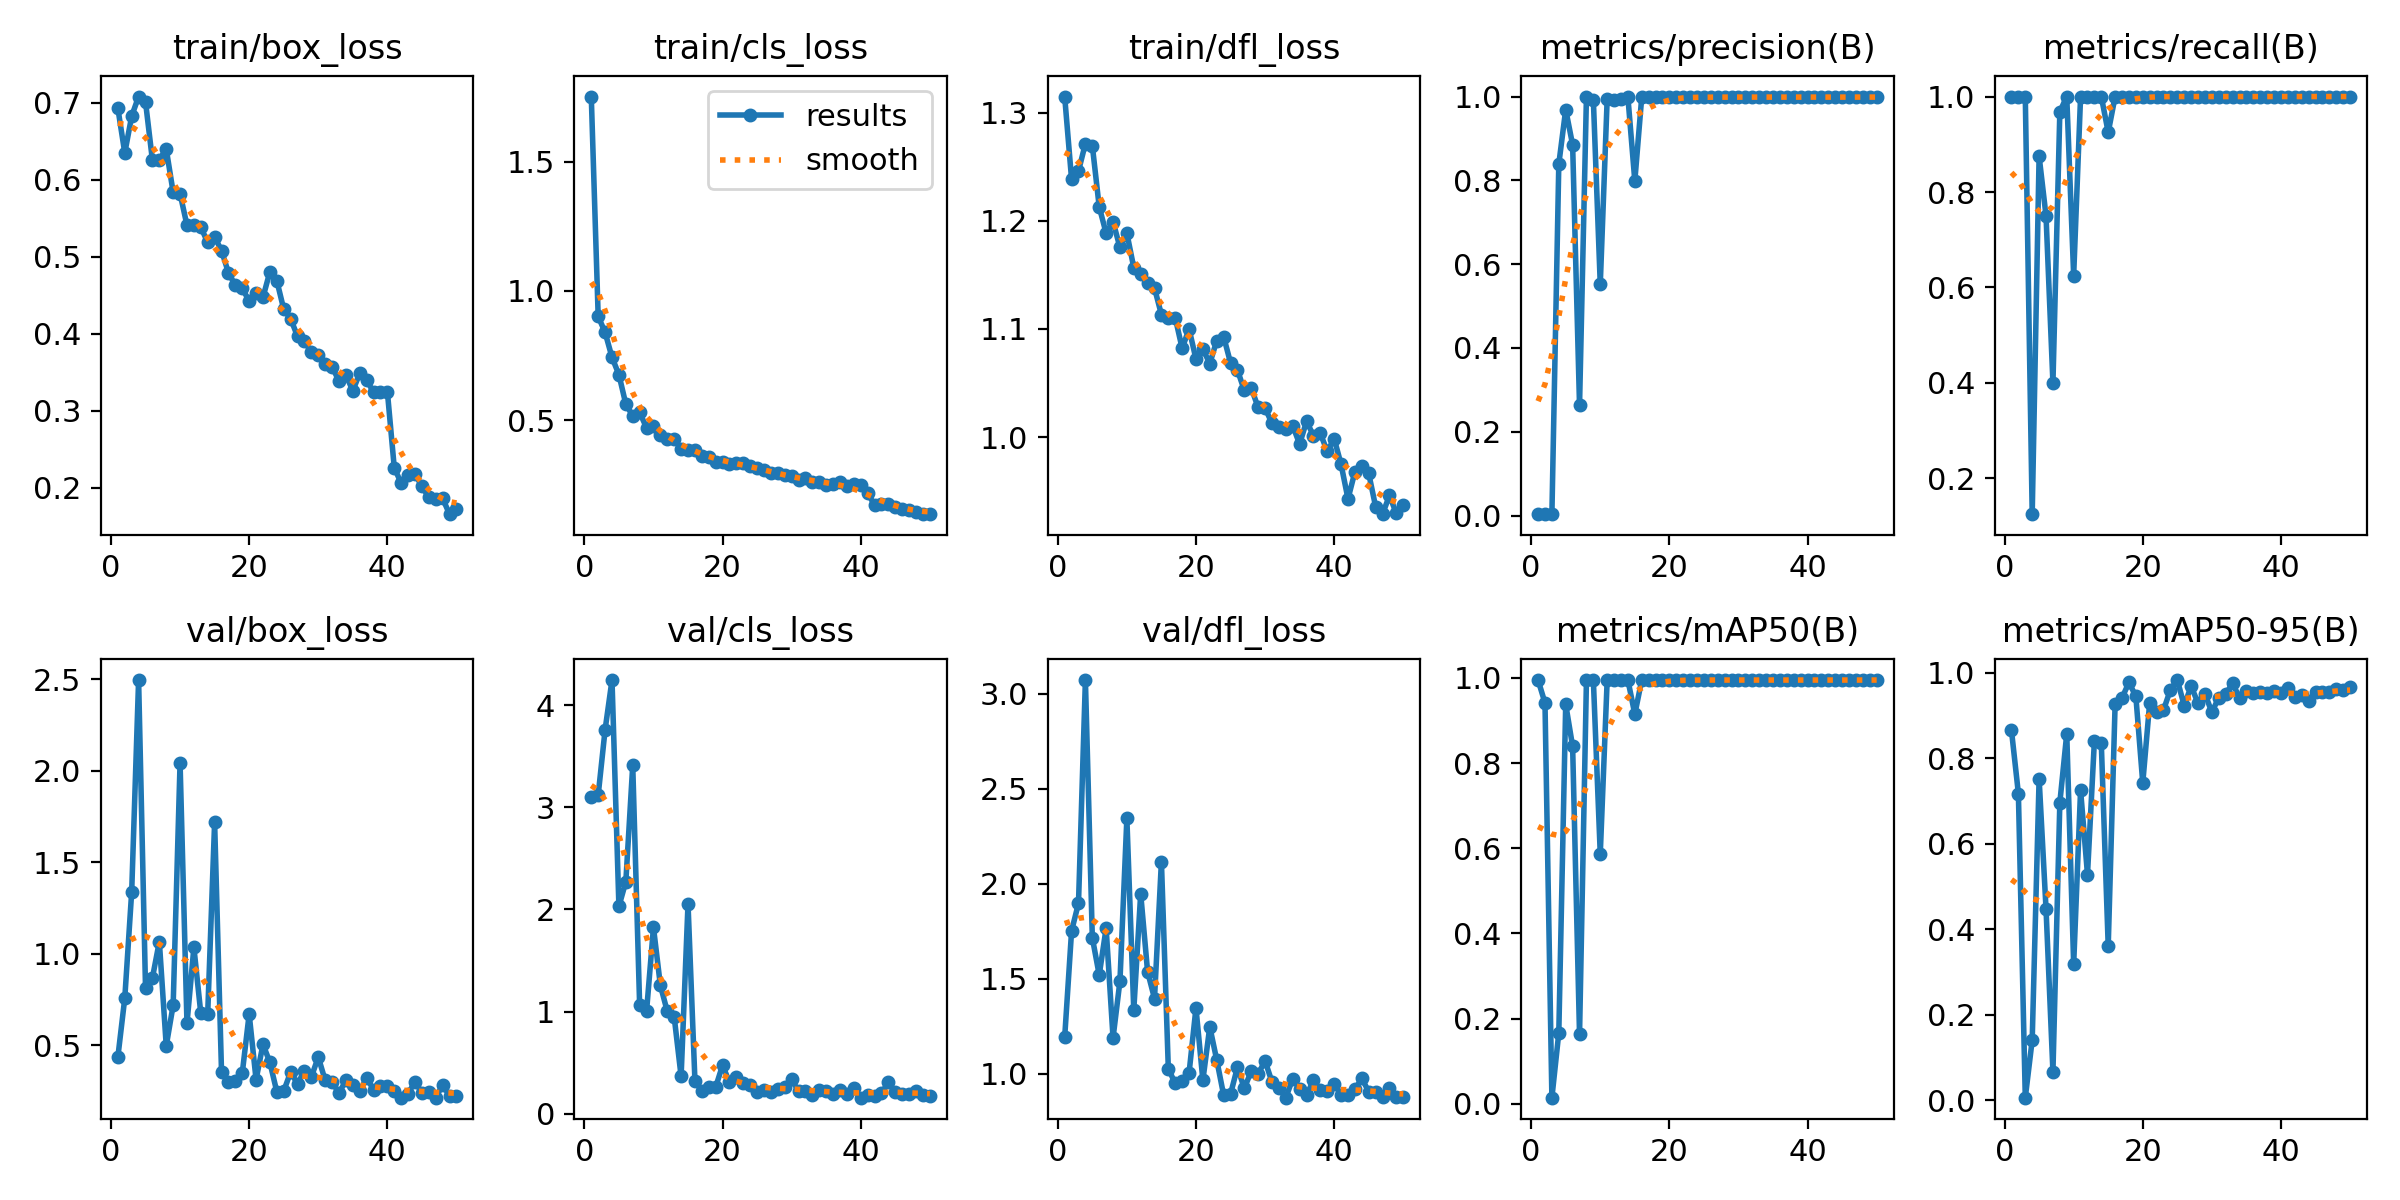 train/box_loss
train/cls_loss
train/dfl_loss
metrics/precision(B)
metrics/recall(B)
0.7
0.6
0.5
0.4
0.3
0.2
0 20 40
results
smooth
1.5
1.0
0.5
0 20 40
1.3
1.2
1.1
1.0
0 20 40
1.0
0.8
0.6
0.4
0.2
0.0
0 20 40
1.0
0.8
0.6
0.4
0.2
0 20 40
val/box_loss
val/cls_loss
val/dfl_loss
metrics/mAP50(B)
metrics/mAP50-95(B)
2.5
2.0
1.5
1.0
0.5
0 20 40
4
3
2
1
0
0 20 40
3.0
2.5
2.0
1.5
1.0
0 20 40
1.0
0.8
0.6
0.4
0.2
0.0
0 20 40
1.0
0.8
0.6
0.4
0.2
0.0
0 20 40